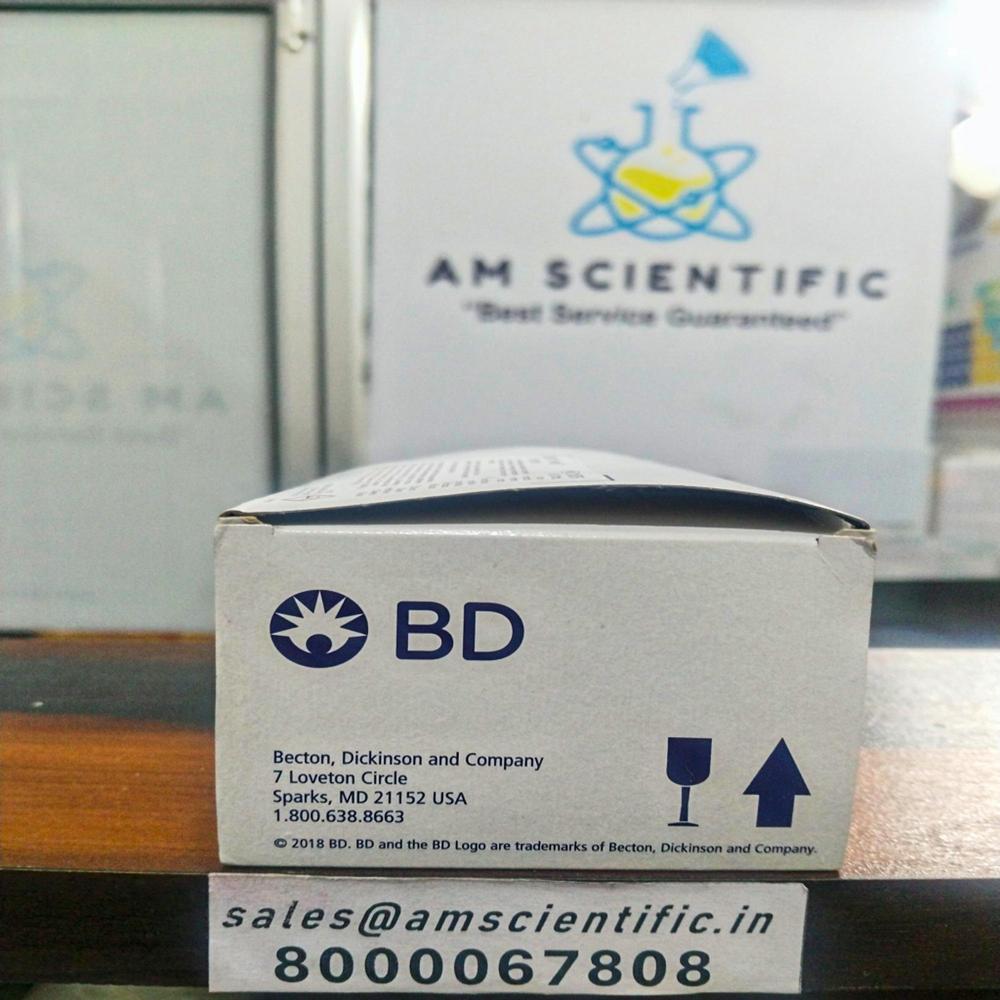 AM SCIENTIFIC
"Best Service Guaranteed"
BD
Becton, Dickinson and Company
7 Loveton Circle
Sparks, MD 21152 USA
1.800.638.8663
© 2018 BD. BD and the BD Logo are trademarks of Becton, Dickinson and Company.
sales@amscientific.in
8000067808